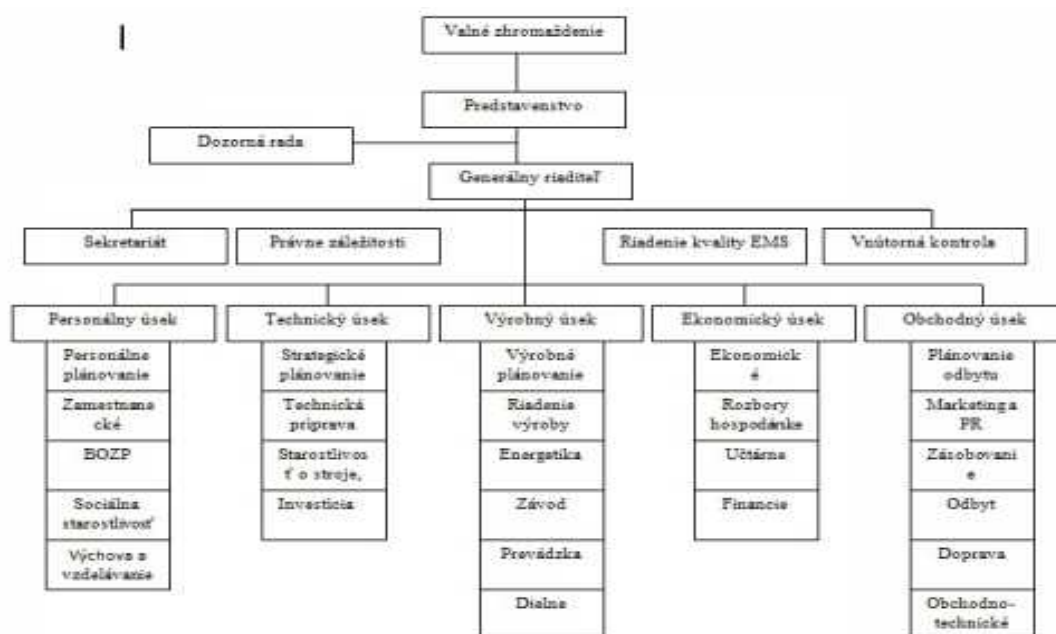 Valné zhromaždenie
Predstavenstvo
Dozorná rada
Generálny riaditeľ
Sekretariát
Právne záležitosti
Riadenie kvality EMS
Vnútorná kontrola
Personálny úsek
Technický úsek
Výrobný úsek
Ekonomický úsek
Obchodný úsek
Personálne
plánovanie
Zamestnane
cké
BOZP
Sociálna
starostlivosť
Výchova a
vzdelávanie
Strategické
plánovanie
Technická
príprava
Starostlivos
ť o stroje,
Investícia
Výrobné
plánovanie
Riadenie
výroby
Energetika
Závod
Prevádzka
Dielne
Ekonomick
é
Rozbory
hospodárske
Učtárne
Financie
Plánovanie
odbytu
Marketing a
PR
Zásobovani
e
Odbyt
Doprava
Obchodno-
technické